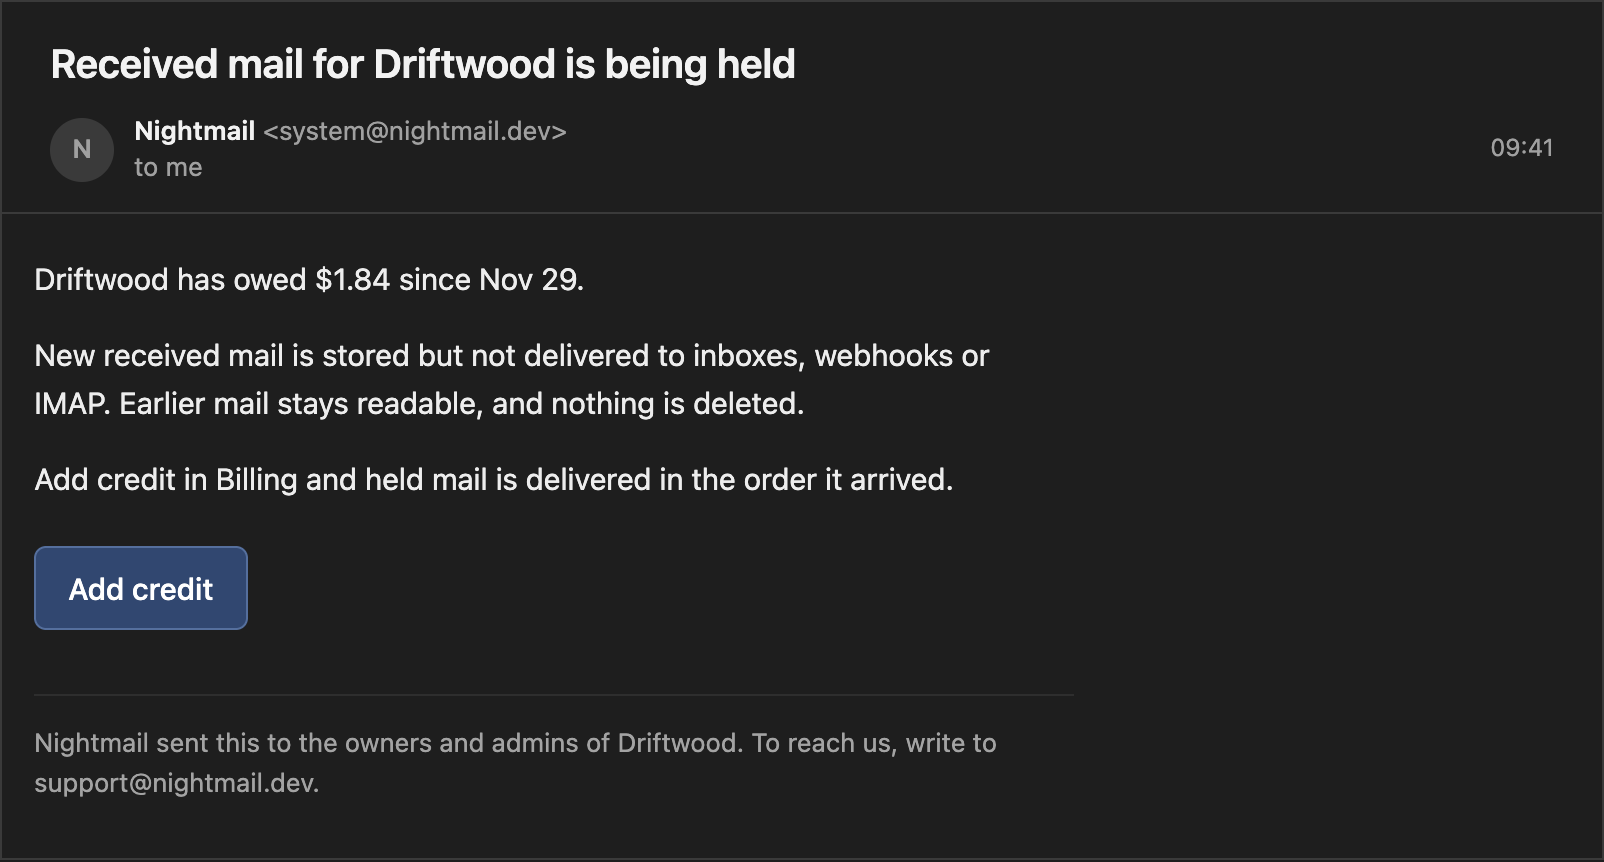 Received mail for Driftwood is being held
N
Nightmail <system@nightmail.dev>
to me
09:41
Driftwood has owed $1.84 since Nov 29.
New received mail is stored but not delivered to inboxes, webhooks or
IMAP. Earlier mail stays readable, and nothing is deleted.
Add credit in Billing and held mail is delivered in the order it arrived.
Add credit
Nightmail sent this to the owners and admins of Driftwood. To reach us, write to
support@nightmail.dev.